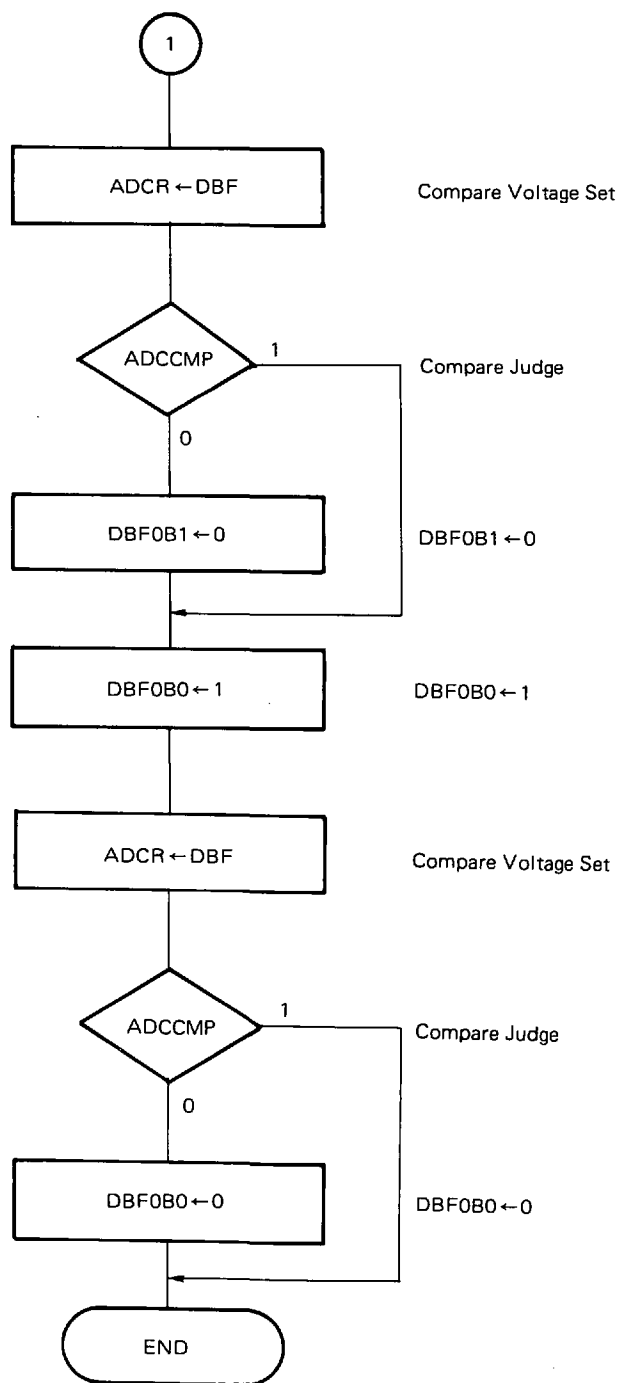 1
ADCR←DBF
Compare Voltage Set
ADCCMP
1
Compare Judge
0
DBF0B1←0
DBF0B1←0
DBF0B0←1
DBF0B0←1
ADCR←DBF
Compare Voltage Set
ADCCMP
1
Compare Judge
0
DBF0B0←0
DBF0B0←0
END